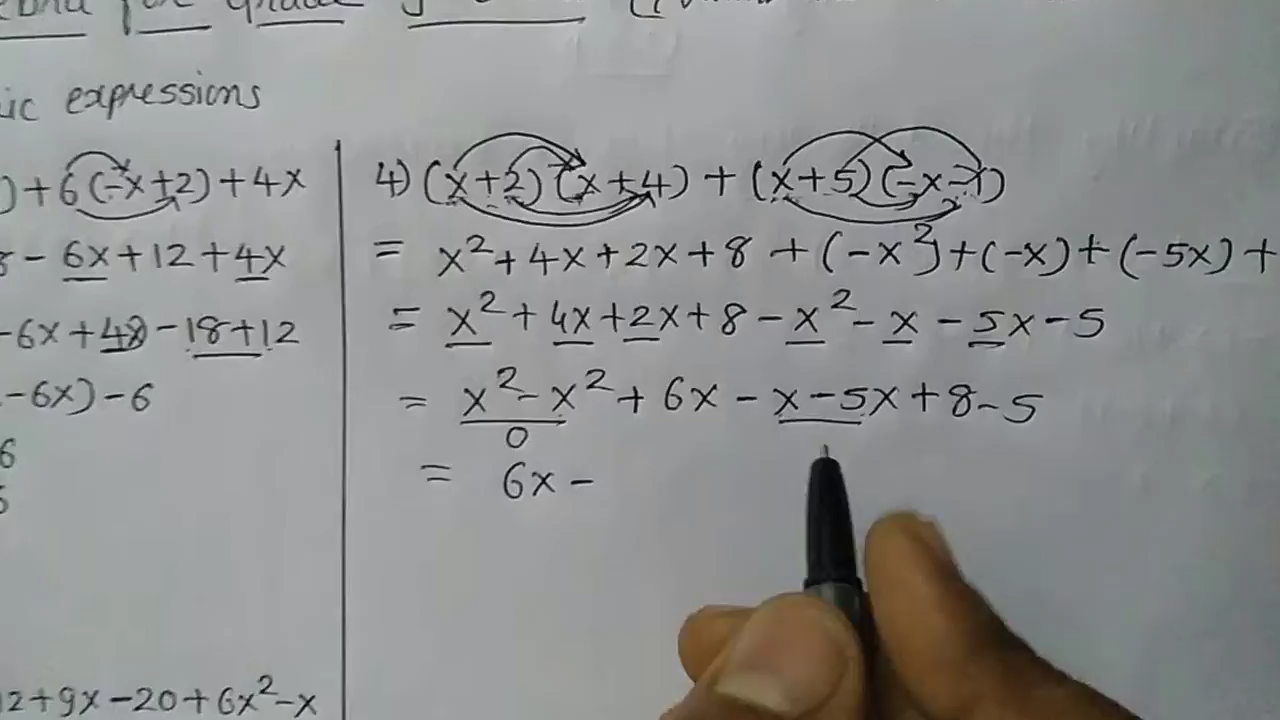 ic expressions
) + 6(-x+2) + 4x
- 6x + 12 + 4x
-6x + 48 - 18 + 12
-6x) - 6
6
12 + 9x - 20 + 6x² - x
4) (x+2)(x+4) + (x+5)(-x-1)
= x² + 4x + 2x + 8 + (-x²) + (-x) + (-5x) +
= x² + 4x + 2x + 8 - x² - x - 5x - 5
= x² - x² + 6x - x - 5x + 8 - 5
0
= 6x -